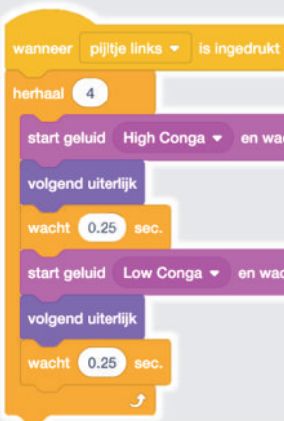 wanneer pijltje links is ingedrukt
herhaal 4
start geluid High Conga en wac
volgend uiterlijk
wacht 0.25 sec.
start geluid Low Conga en wac
volgend uiterlijk
wacht 0.25 sec.